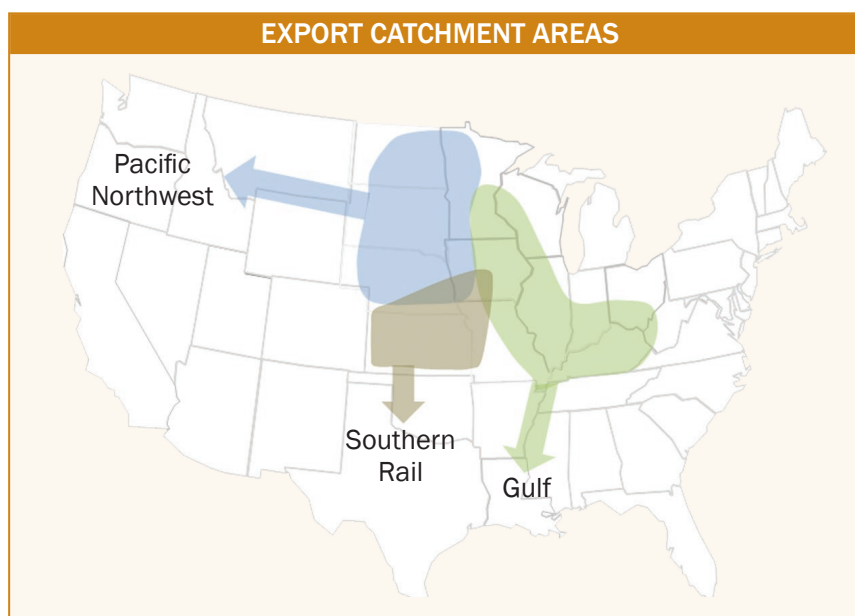 EXPORT CATCHMENT AREAS
Pacific
Northwest
Southern
Rail
Gulf